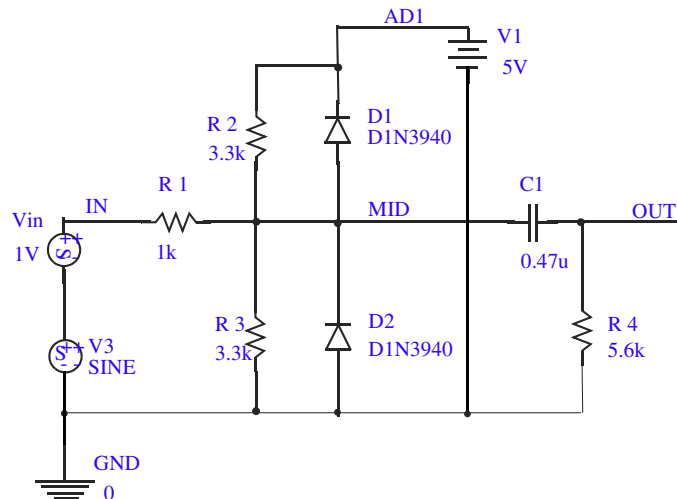 AD1
V1
5V
D1
D1N3940
R 2
3.3k
C1
R 1
IN
MID
OUT
Vin
1V
1k
0.47u
S
++
-
R 3
3.3k
D2
D1N3940
R 4
5.6k
V3
SINE
S
++
--
GND
0